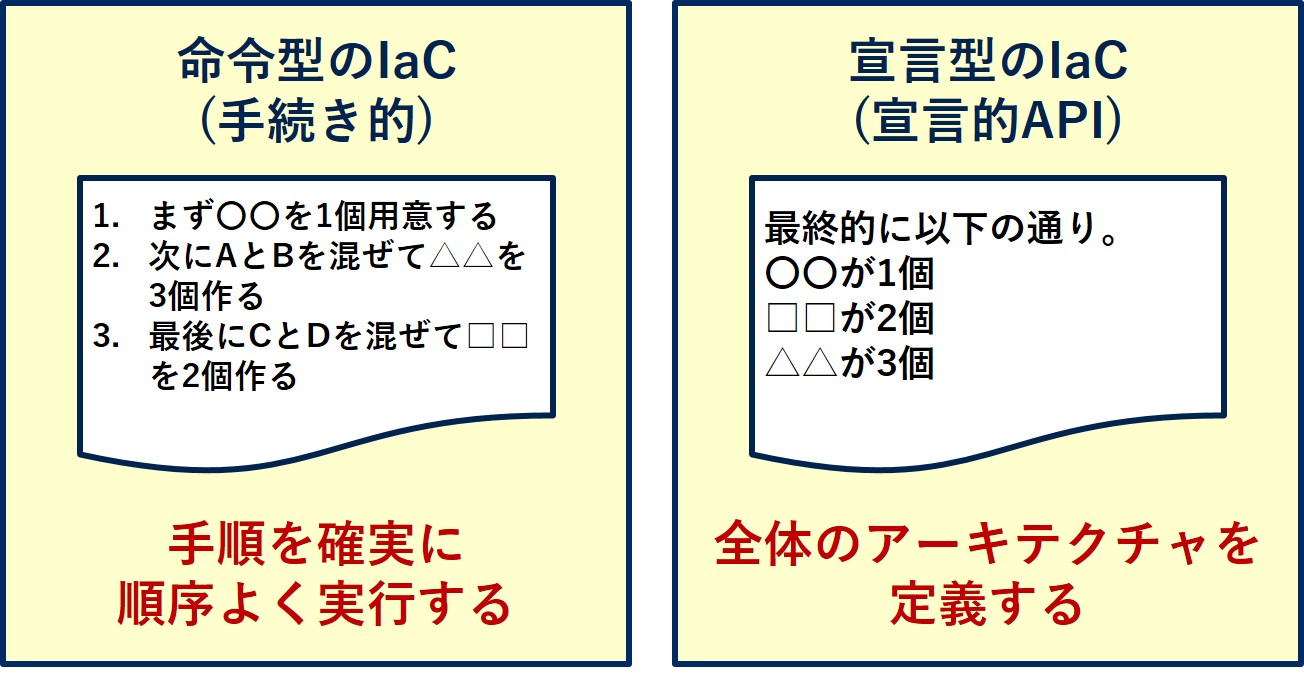 命令型のIaC
(手続き的)
1. まず〇〇を1個用意する
2. 次にAとBを混ぜて△△を
3個作る
3. 最後にCとDを混ぜて□□
を2個作る
手順を確実に
順序よく実行する
宣言型のIaC
(宣言的API)
最終的に以下の通り。
〇〇が1個
□□が2個
△△が3個
全体のアーキテクチャを
定義する